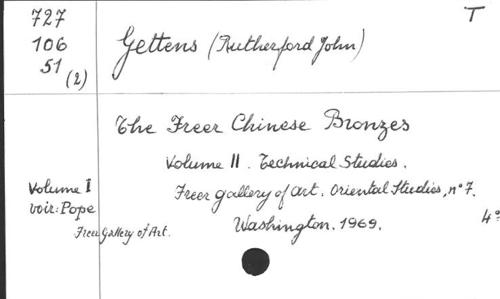 727
106
51
(2)
T
Gettens (Rutherford John)
The Freer Chinese Bronzes
Volume II. Technical Studies.
Freer gallery of art. Oriental Studies, n° 7.
Washington. 1969.
4°
Volume I
voir: Pope
Freer Gallery of Art.